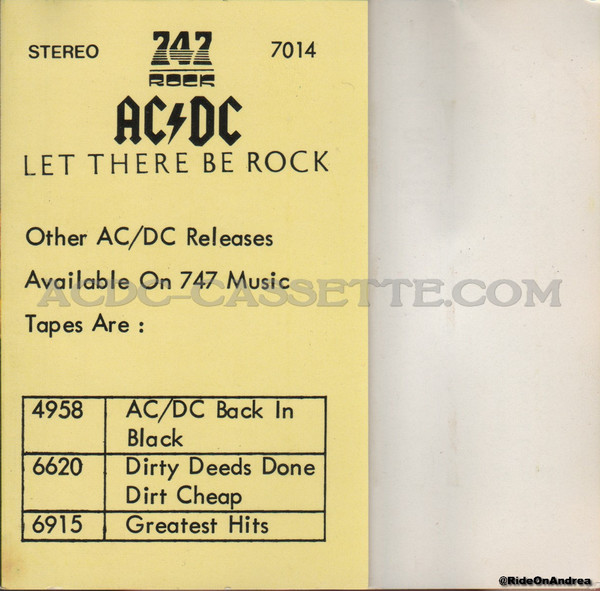 STEREO 747 7014
ROCK
AC/DC
LET THERE BE ROCK
Other AC/DC Releases
Available On 747 Music
ACDC-CASSETTE.COM
Tapes Are :
4958 AC/DC Back In
Black
6620 Dirty Deeds Done
Dirt Cheap
6915 Greatest Hits
@RideOnAndrea